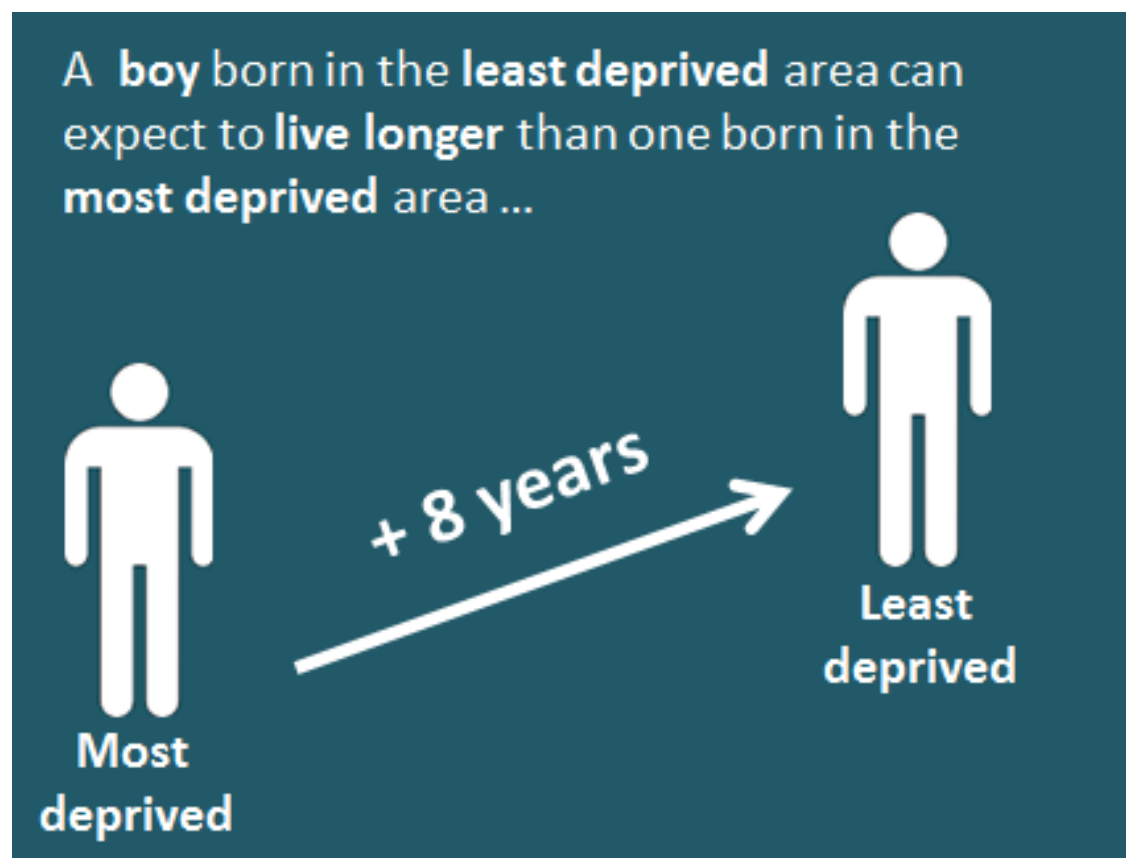 A boy born in the least deprived area can
expect to live longer than one born in the
most deprived area ...
+ 8 years
Least
deprived
Most
deprived